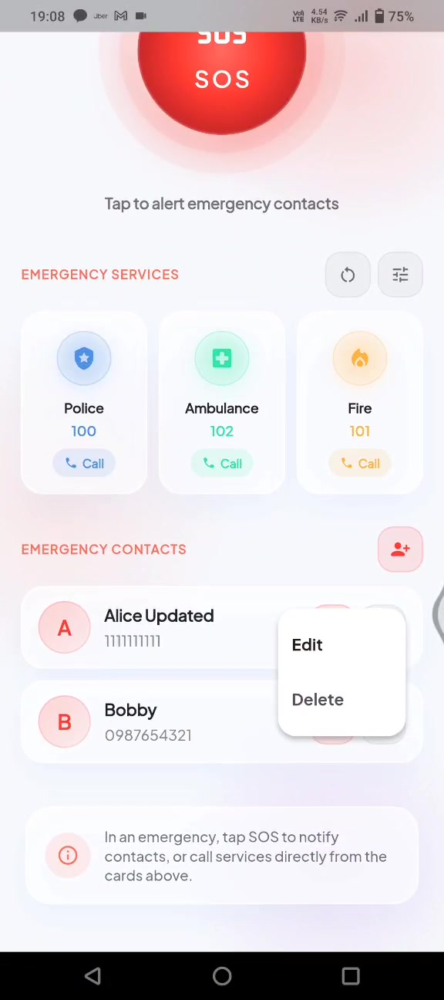 19:08 Uber M Vo)) LTE 4.54 KB/s 75%
SOS
SOS
Tap to alert emergency contacts
EMERGENCY SERVICES
Police
100
Call
Ambulance
102
Call
Fire
101
Call
EMERGENCY CONTACTS
A
Alice Updated
1111111111
Edit
Delete
B
Bobby
0987654321
In an emergency, tap SOS to notify
contacts, or call services directly from the
cards above.